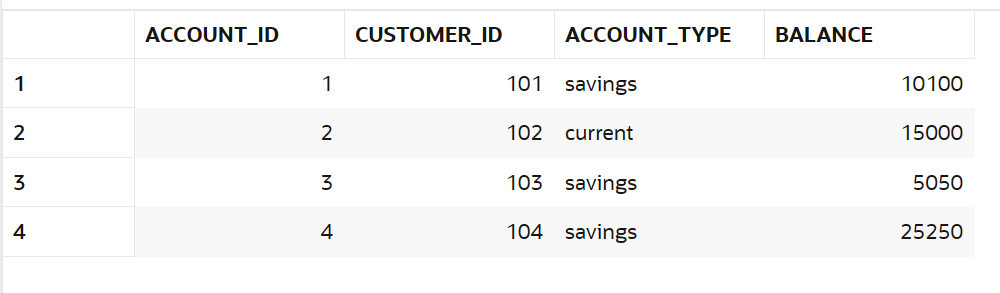 ACCOUNT_ID CUSTOMER_ID ACCOUNT_TYPE BALANCE
1 1 101 savings 10100
2 2 102 current 15000
3 3 103 savings 5050
4 4 104 savings 25250